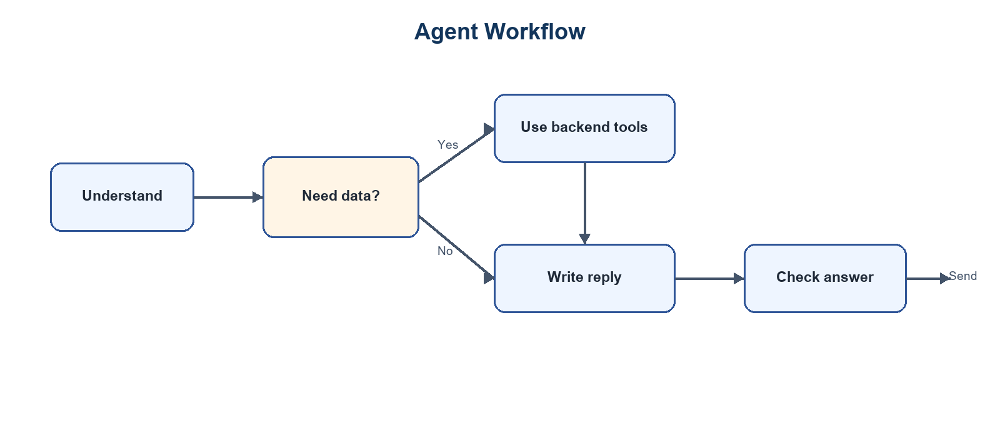 Agent Workflow
Understand
Need data?
Yes
Use backend tools
No
Write reply
Check answer
Send